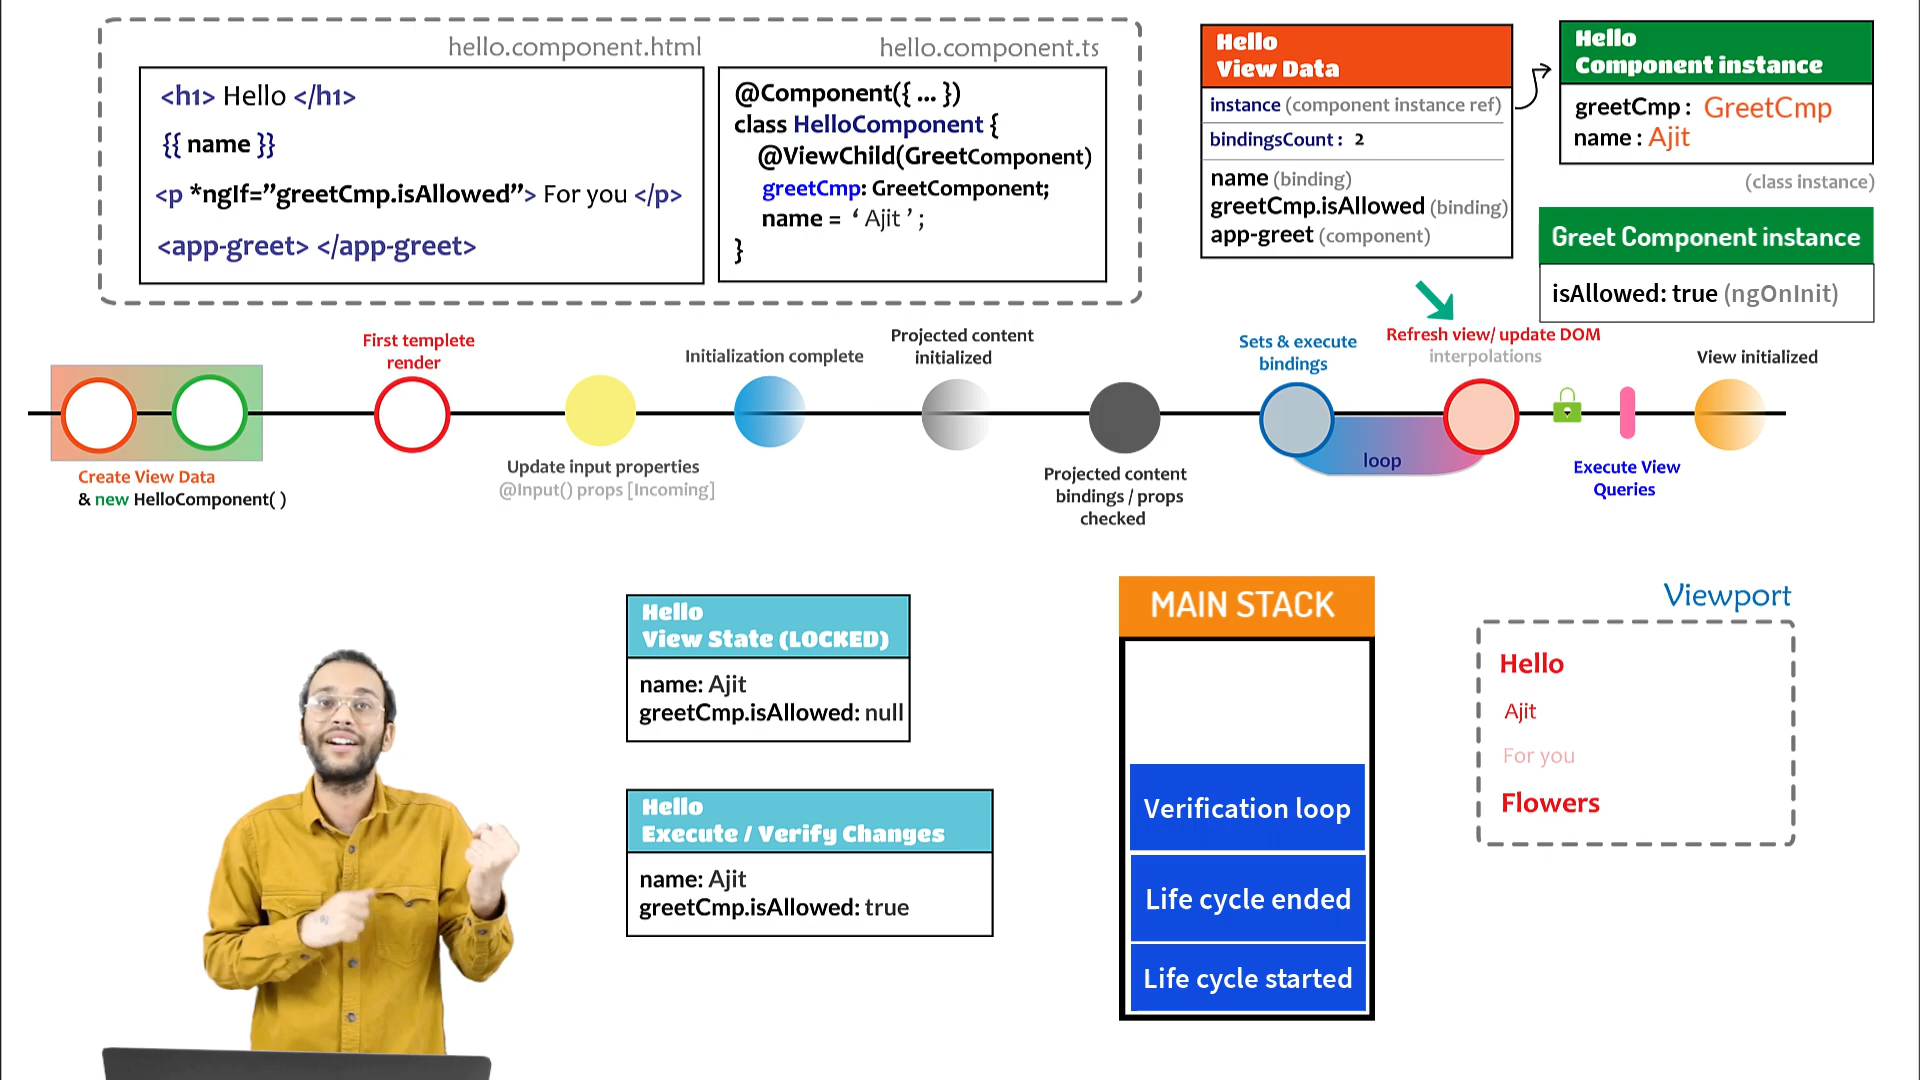 hello.component.html
<h1> Hello </h1>
{{ name }}
<p *ngIf=”greetCmp.isAllowed”> For you </p>
<app-greet> </app-greet>
hello.component.ts
@Component({ ... })
class HelloComponent {
@ViewChild(GreetComponent)
greetCmp: GreetComponent;
name = ‘ Ajit ’ ;
}
Hello
View Data
instance (component instance ref)
bindingsCount : 2
name (binding)
greetCmp.isAllowed (binding)
app-greet (component)
Hello
Component instance
greetCmp : GreetCmp
name : Ajit
(class instance)
Greet Component instance
isAllowed: true (ngOnInit)
Create View Data
& new HelloComponent( )
First templete
render
Update input properties
@Input() props [Incoming]
Initialization complete
Projected content
initialized
Projected content
bindings / props
checked
Sets & execute
bindings
loop
Refresh view/ update DOM
interpolations
Execute View
Queries
View initialized
Hello
View State (LOCKED)
name: Ajit
greetCmp.isAllowed: null
Hello
Execute / Verify Changes
name: Ajit
greetCmp.isAllowed: true
MAIN STACK
Verification loop
Life cycle ended
Life cycle started
Viewport
Hello
Ajit
For you
Flowers